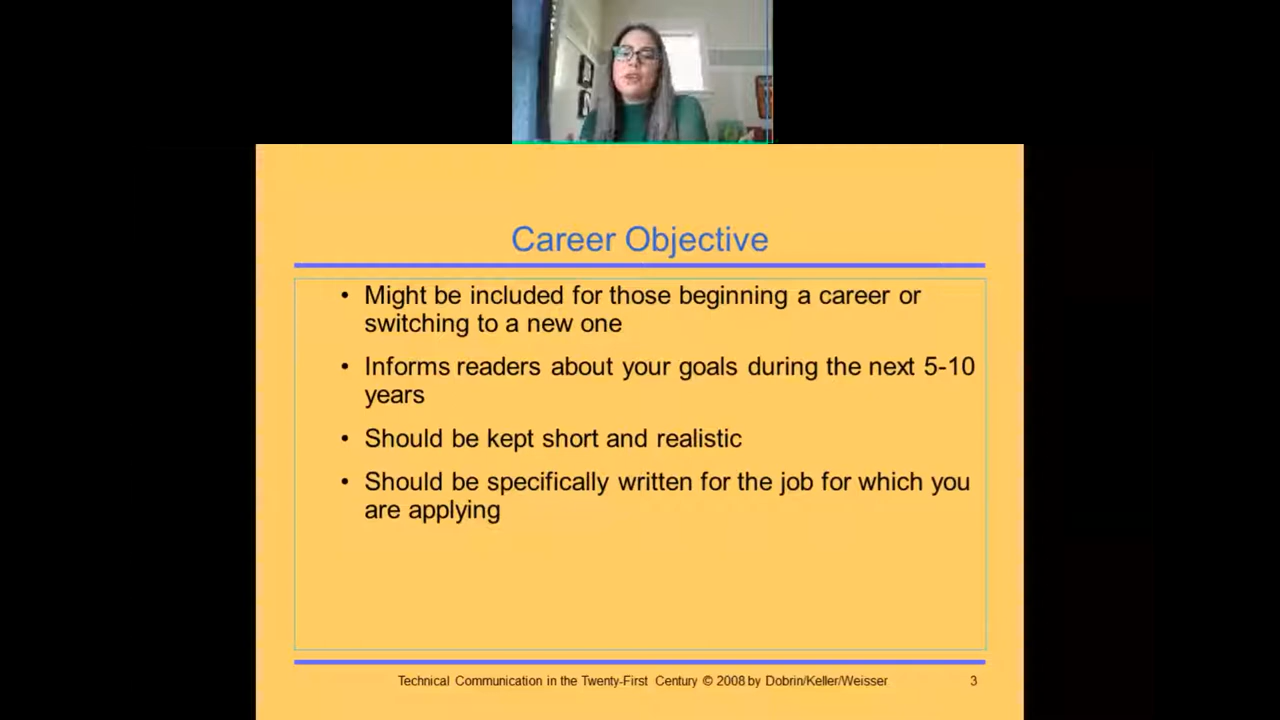 Career Objective
• Might be included for those beginning a career or
switching to a new one
• Informs readers about your goals during the next 5-10
years
• Should be kept short and realistic
• Should be specifically written for the job for which you
are applying
Technical Communication in the Twenty-First Century © 2008 by Dobrin/Keller/Weisser 3